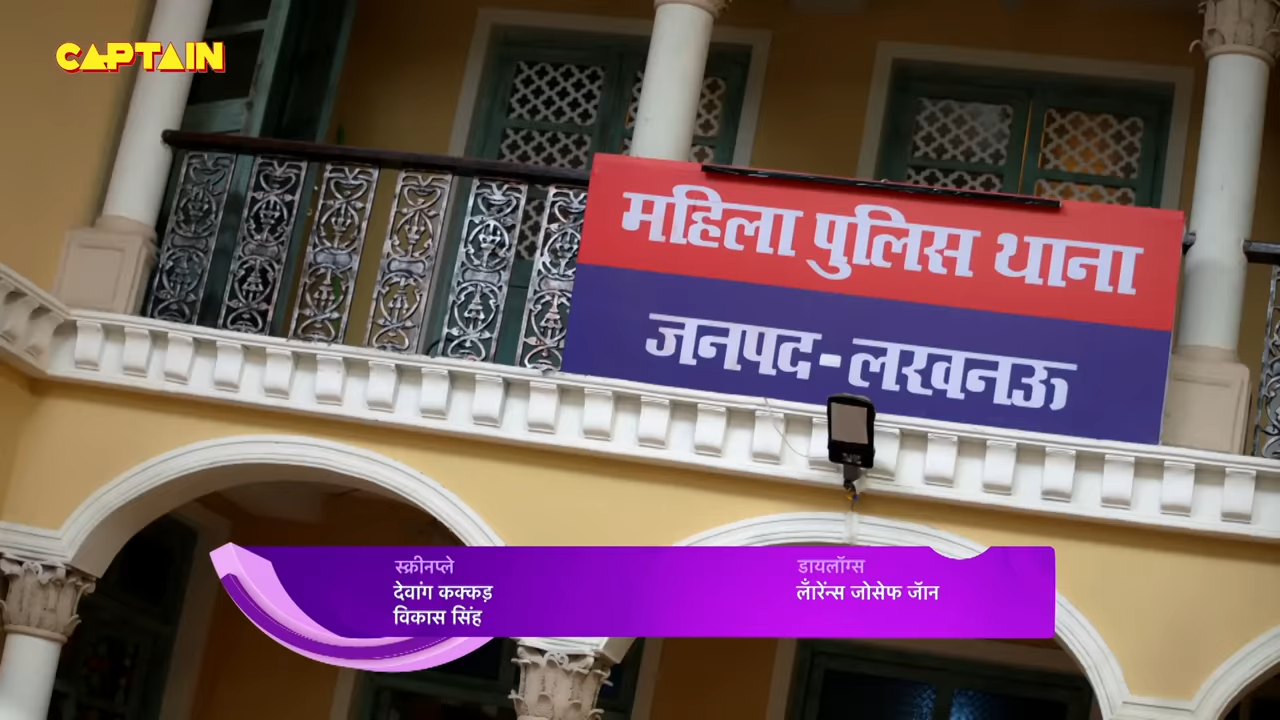 CAPTAIN
महिला पुलिस थाना
जनपद-लखनऊ
स्क्रीनप्ले
देवांग कक्कड़
विकास सिंह
डायलॉग्स
लॉरेंन्स जोसेफ जॉन